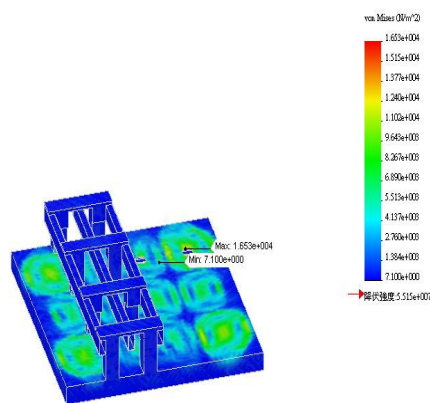 von Mises (N/m^2)
1.653e+004
1.515e+004
1.377e+004
1.240e+004
1.102e+004
9.643e+003
8.267e+003
6.890e+003
5.513e+003
4.137e+003
2.760e+003
1.384e+003
7.100e+000
降伏強度:5.515e+007
Max: 1.653e+004
Min: 7.100e+000